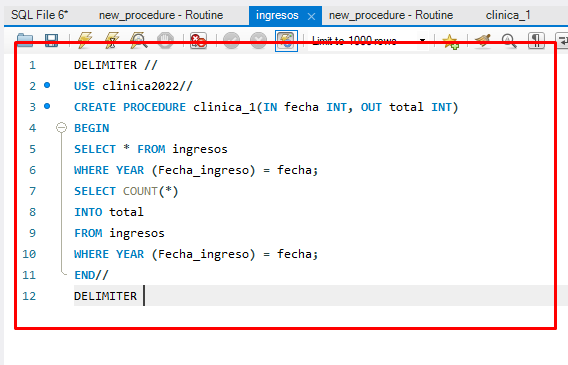 SQL File 6* new_procedure - Routine ingresos new_procedure - Routine clinica_1
Limit to 1000 rows
1 DELIMITER //
2 USE clinica2022//
3 CREATE PROCEDURE clinica_1(IN fecha INT, OUT total INT)
4 BEGIN
5 SELECT * FROM ingresos
6 WHERE YEAR (Fecha_ingreso) = fecha;
7 SELECT COUNT(*)
8 INTO total
9 FROM ingresos
10 WHERE YEAR (Fecha_ingreso) = fecha;
11 END//
12 DELIMITER